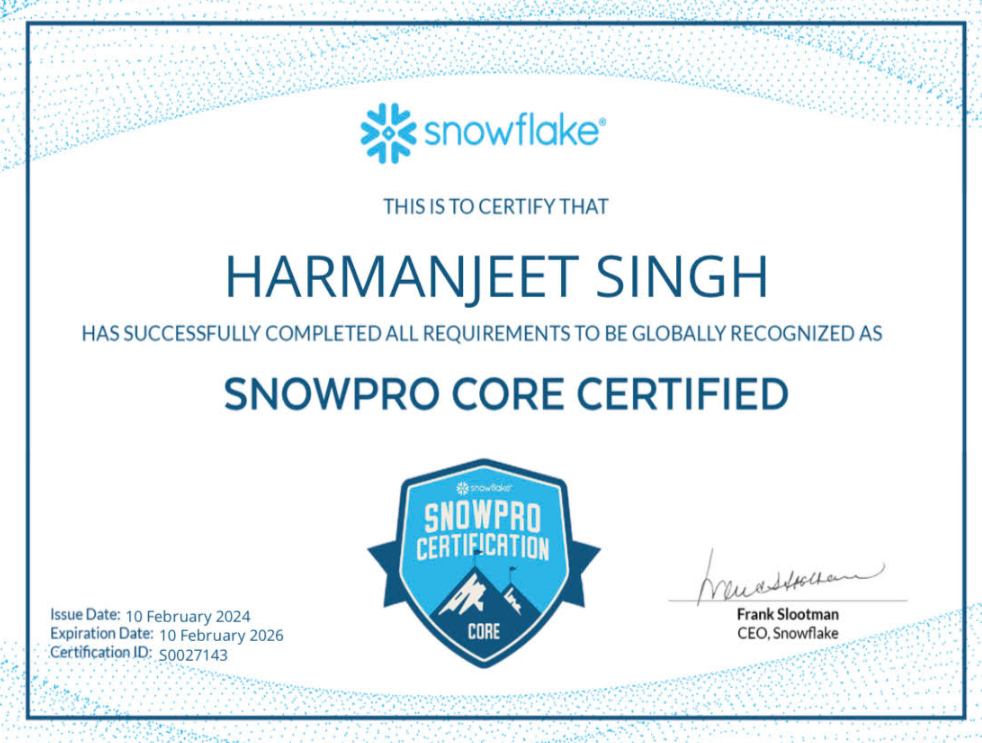 snowflake®
THIS IS TO CERTIFY THAT
HARMANJEET SINGH
HAS SUCCESSFULLY COMPLETED ALL REQUIREMENTS TO BE GLOBALLY RECOGNIZED AS
SNOWPRO CORE CERTIFIED
snowflake®
SNOWPRO
CERTIFICATION
CORE
Issue Date: 10 February 2024
Expiration Date: 10 February 2026
Certification ID: S0027143
Frank Slootman
CEO, Snowflake